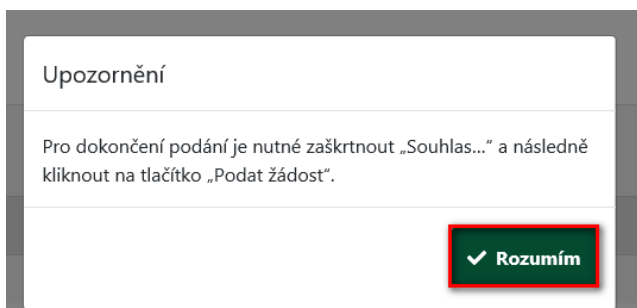 Upozornění
Pro dokončení podání je nutné zaškrtnout „Souhlas...“ a následně
kliknout na tlačítko „Podat žádost“.
Rozumím